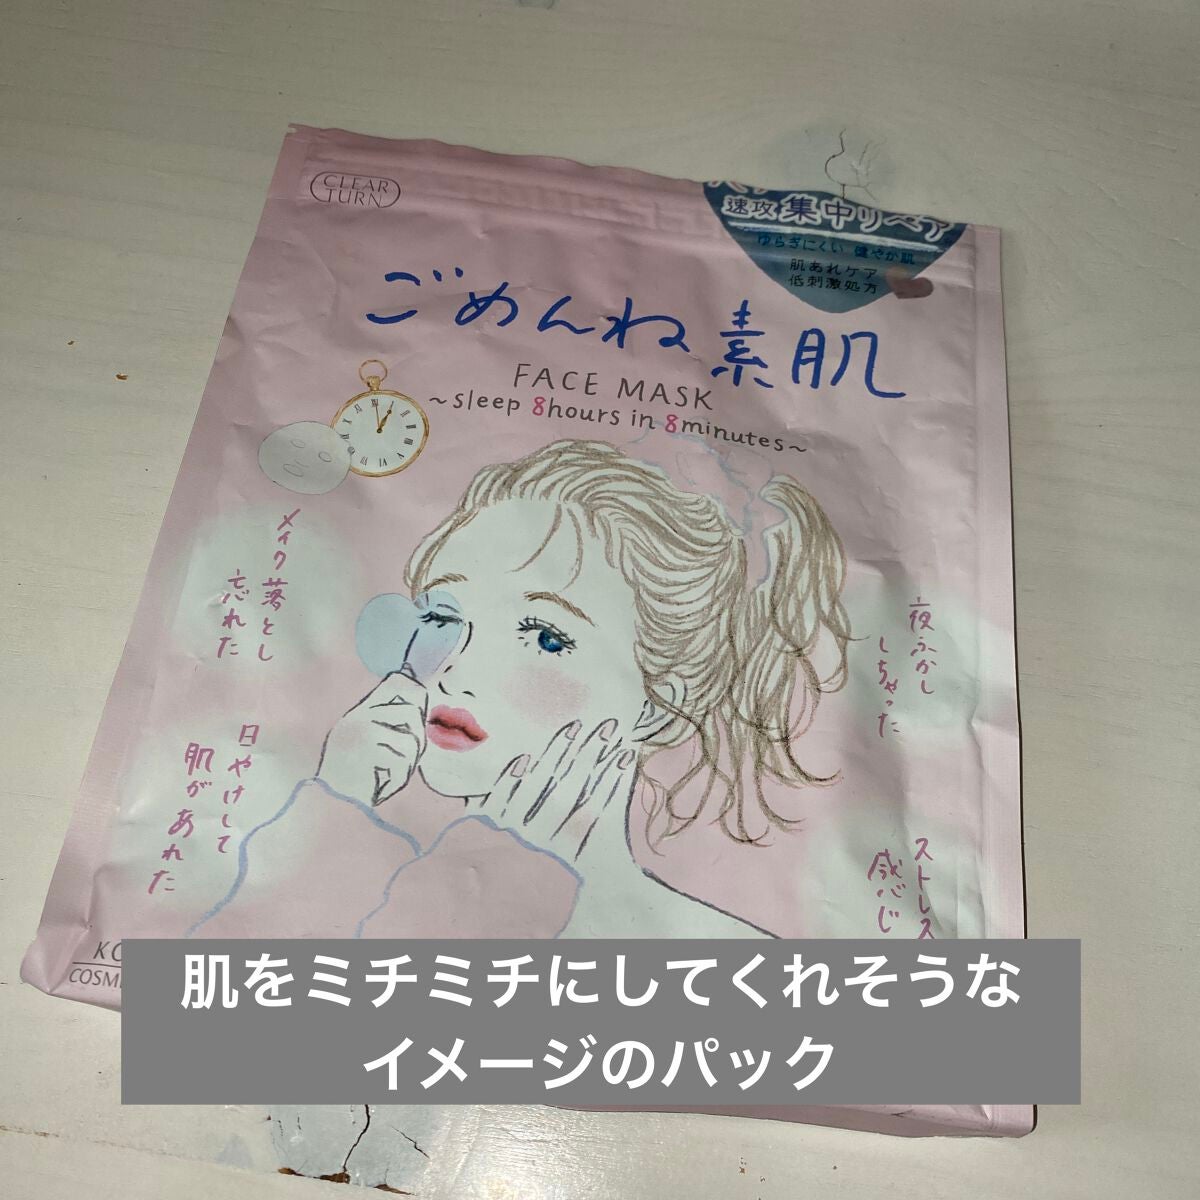 CLEAR
TURN
速攻集中リペア
ゆらぎにくい 健やか肌
肌あれケア
低刺激処方
ごめんね素肌
FACE MASK
~sleep 8hours in 8minutes~
メイク落とし
忘れた
夜ふかし
しちゃった
日やけして
肌があれた
ストレス
感じ
肌をミチミチにしてくれそうな
イメージのパック